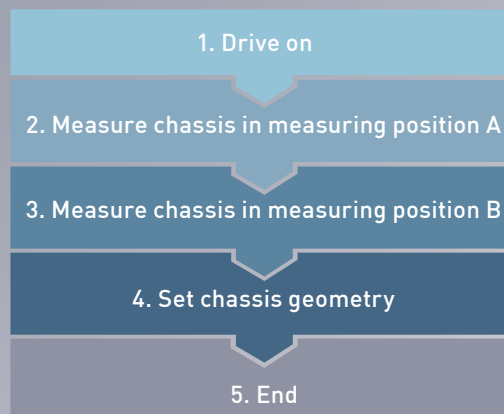 1. Drive on
2. Measure chassis in measuring position A
3. Measure chassis in measuring position B
4. Set chassis geometry
5. End